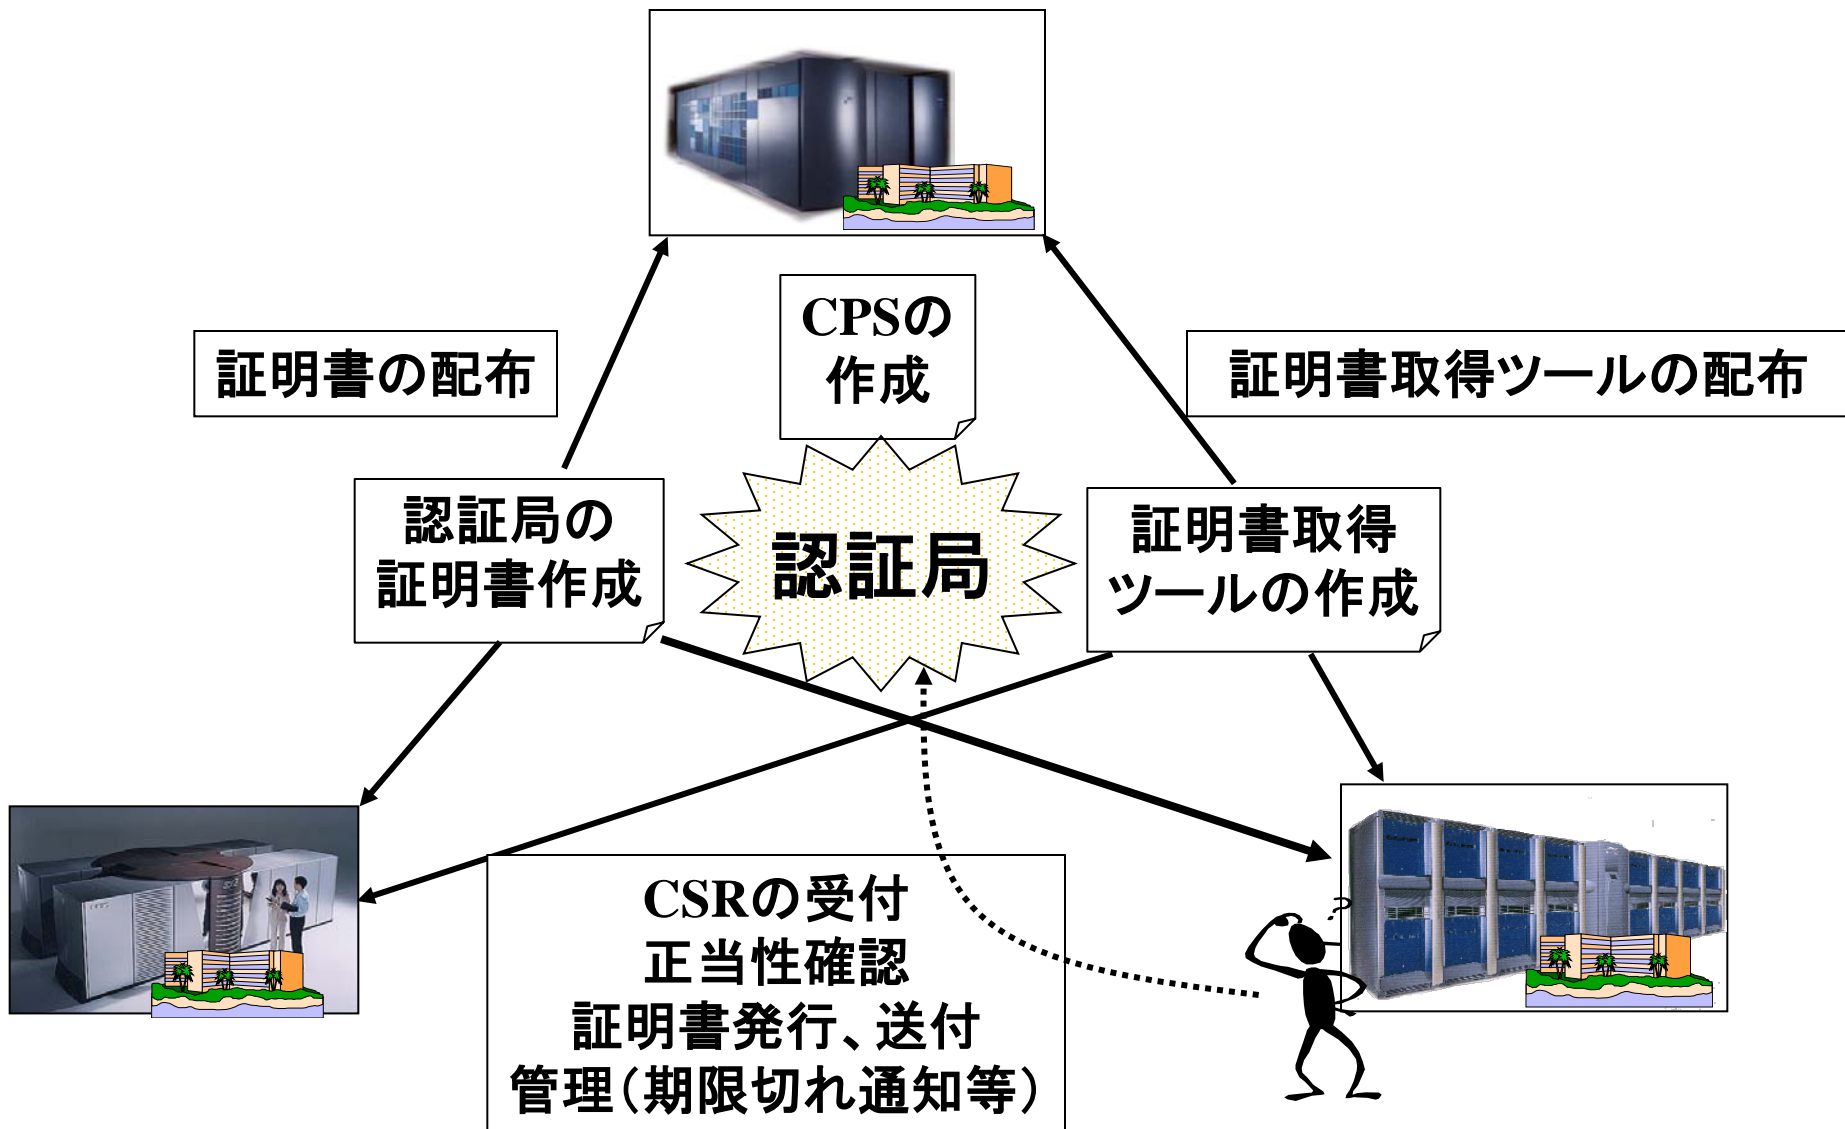 CPSの
作成
証明書の配布
証明書取得ツールの配布
認証局の
証明書作成
認証局
証明書取得
ツールの作成
CSRの受付
正当性確認
証明書発行、送付
管理（期限切れ通知等）
?